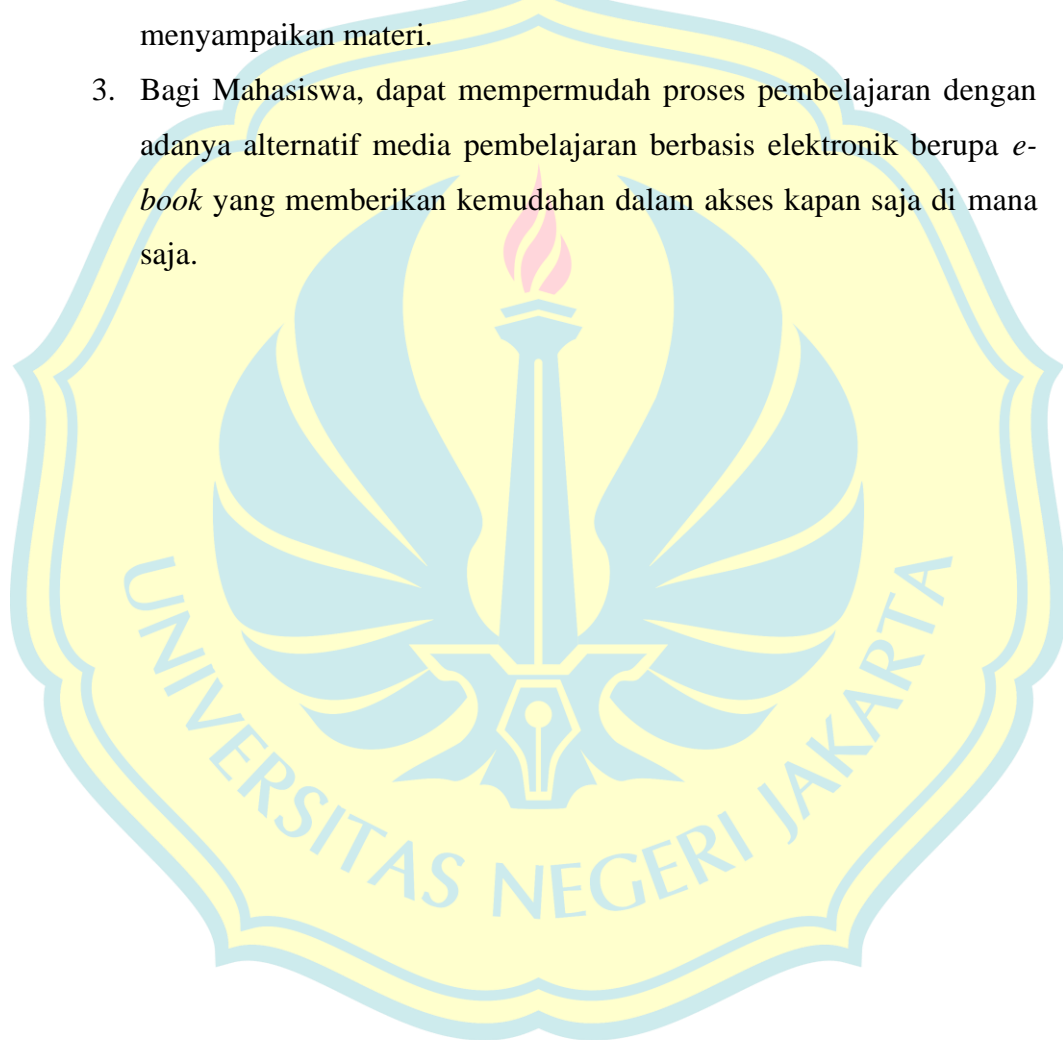 menyampaikan materi.
3. Bagi Mahasiswa, dapat mempermudah proses pembelajaran dengan
adanya alternatif media pembelajaran berbasis elektronik berupa e-
book yang memberikan kemudahan dalam akses kapan saja di mana
saja.
UNIVERSITAS NEGERI JAKARTA